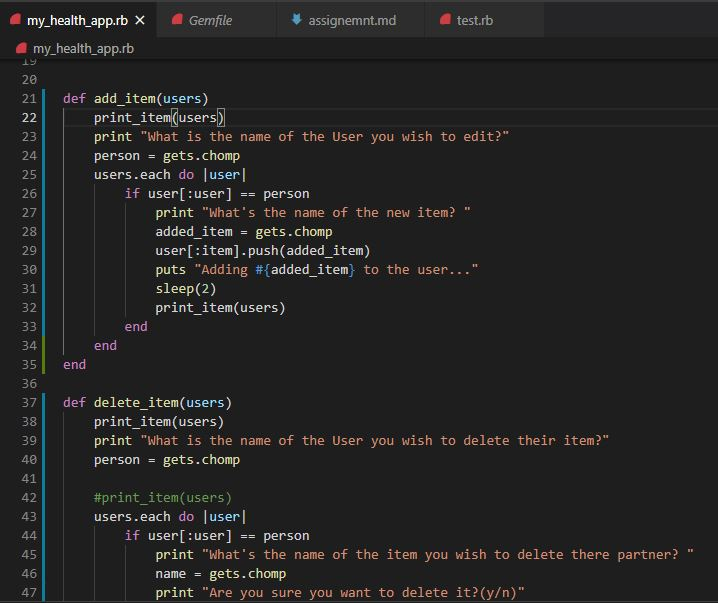 my_health_app.rb
Gemfile
assignemnt.md
test.rb
my_health_app.rb
19
20
21 def add_item(users)
22 print_item(users)
23 print "What is the name of the User you wish to edit?"
24 person = gets.chomp
25 users.each do |user|
26 if user[:user] == person
27 print "What's the name of the new item? "
28 added_item = gets.chomp
29 user[:item].push(added_item)
30 puts "Adding #{added_item} to the user..."
31 sleep(2)
32 print_item(users)
33 end
34 end
35 end
36
37 def delete_item(users)
38 print_item(users)
39 print "What is the name of the User you wish to delete their item?"
40 person = gets.chomp
41
42 #print_item(users)
43 users.each do |user|
44 if user[:user] == person
45 print "What's the name of the item you wish to delete there partner? "
46 name = gets.chomp
47 print "Are you sure you want to delete it?(y/n)"